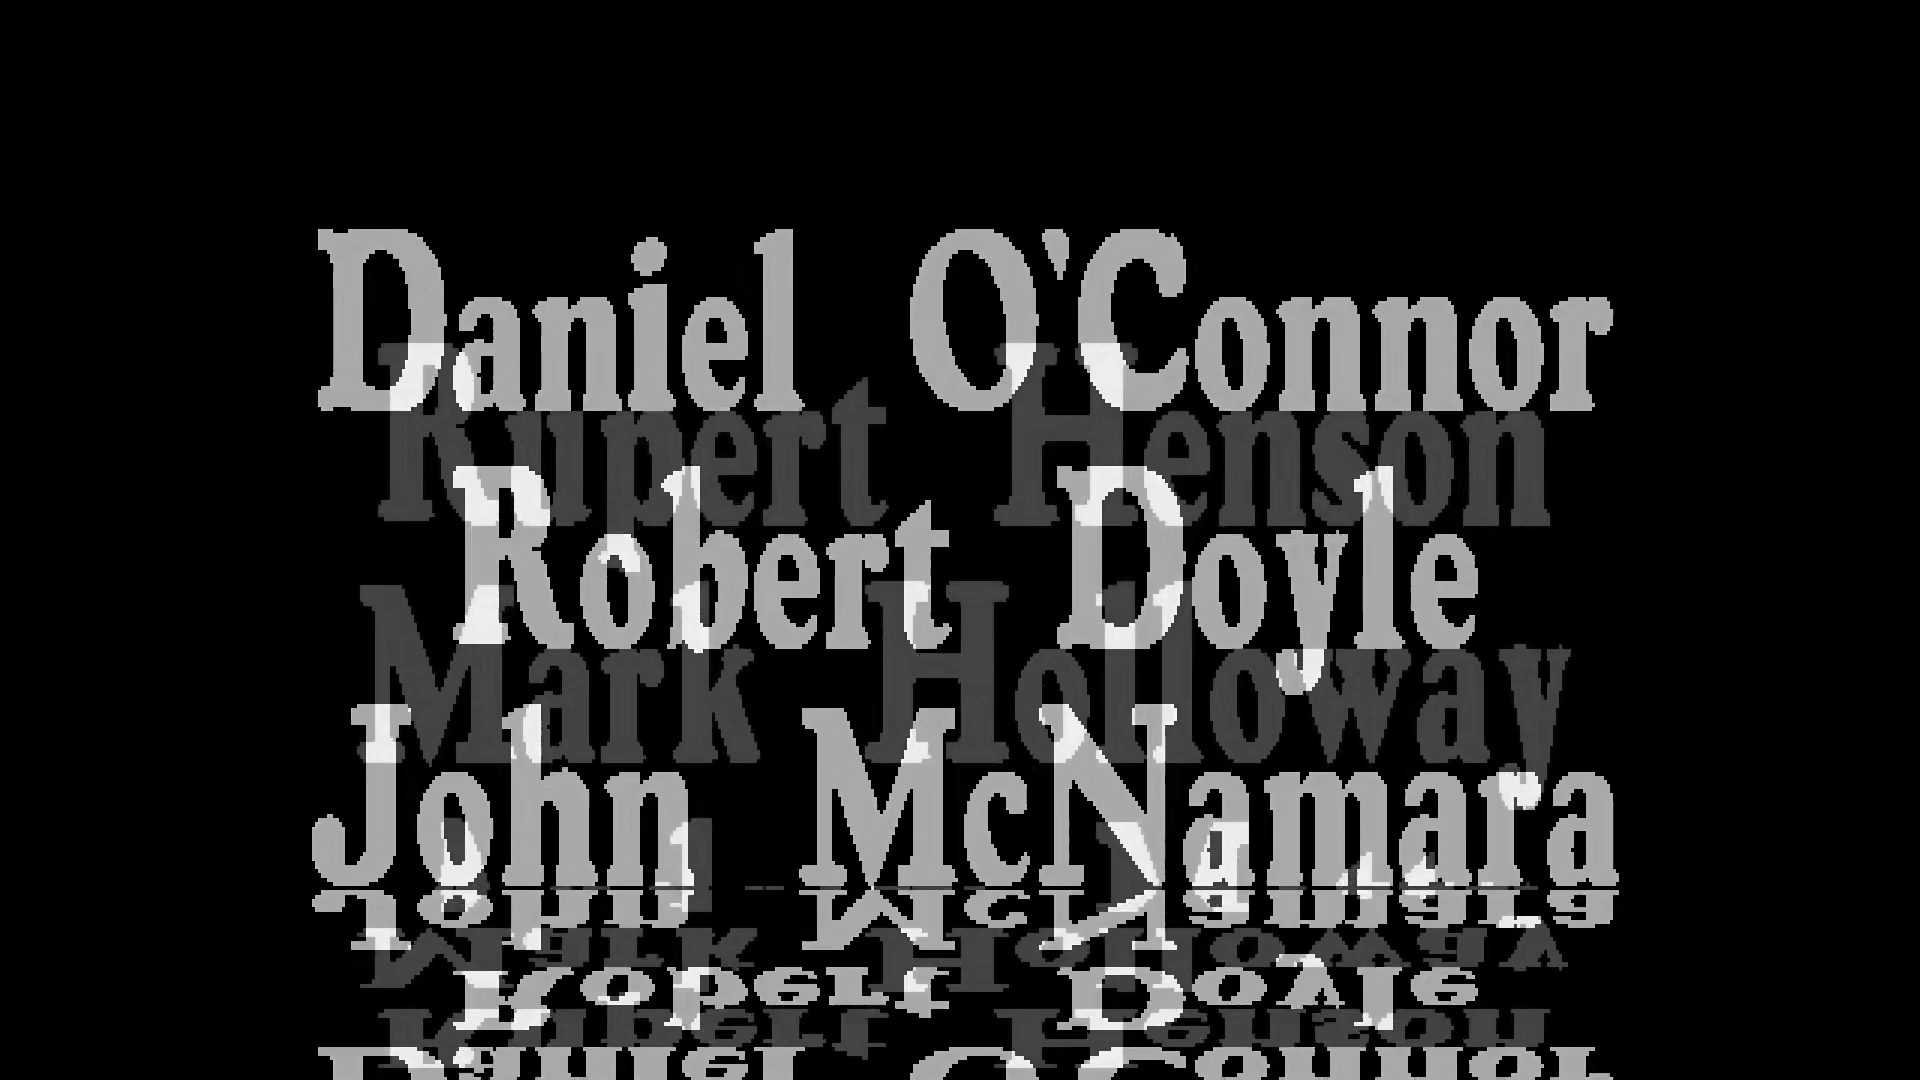 Daniel O'Connor
Rupert Henson
Robert Doyle
Mark Holloway
John McNamara